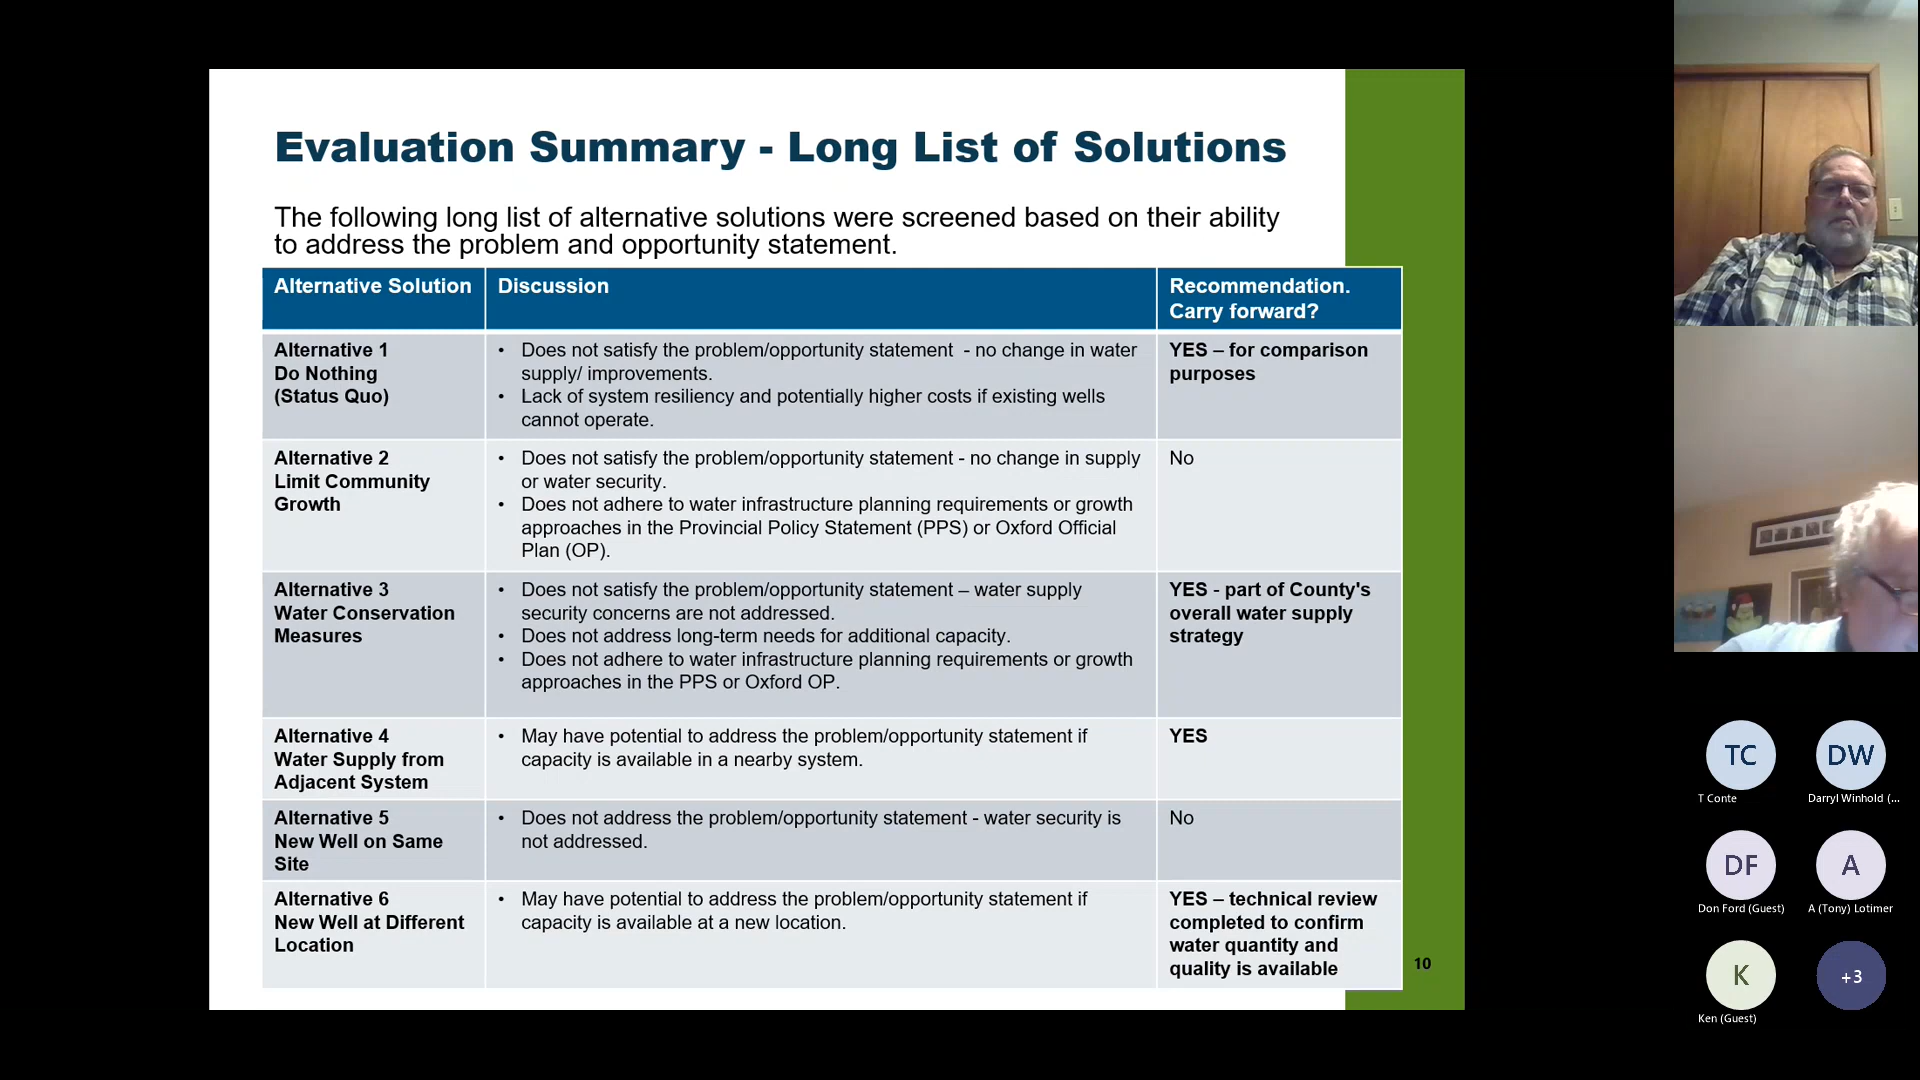 Evaluation Summary - Long List of Solutions
The following long list of alternative solutions were screened based on their ability
to address the problem and opportunity statement.
Alternative Solution
Discussion
Recommendation.
Carry forward?
Alternative 1
Do Nothing
(Status Quo)
• Does not satisfy the problem/opportunity statement - no change in water
supply/ improvements.
• Lack of system resiliency and potentially higher costs if existing wells
cannot operate.
YES – for comparison
purposes
Alternative 2
Limit Community
Growth
• Does not satisfy the problem/opportunity statement - no change in supply
or water security.
• Does not adhere to water infrastructure planning requirements or growth
approaches in the Provincial Policy Statement (PPS) or Oxford Official
Plan (OP).
No
Alternative 3
Water Conservation
Measures
• Does not satisfy the problem/opportunity statement – water supply
security concerns are not addressed.
• Does not address long-term needs for additional capacity.
• Does not adhere to water infrastructure planning requirements or growth
approaches in the PPS or Oxford OP.
YES - part of County's
overall water supply
strategy
Alternative 4
Water Supply from
Adjacent System
• May have potential to address the problem/opportunity statement if
capacity is available in a nearby system.
YES
Alternative 5
New Well on Same
Site
• Does not address the problem/opportunity statement - water security is
not addressed.
No
Alternative 6
New Well at Different
Location
• May have potential to address the problem/opportunity statement if
capacity is available at a new location.
YES – technical review
completed to confirm
water quantity and
quality is available
10
TC
T Conte
DW
Darryl Winhold (...
DF
Don Ford (Guest)
A
A (Tony) Lotimer
K
Ken (Guest)
+3